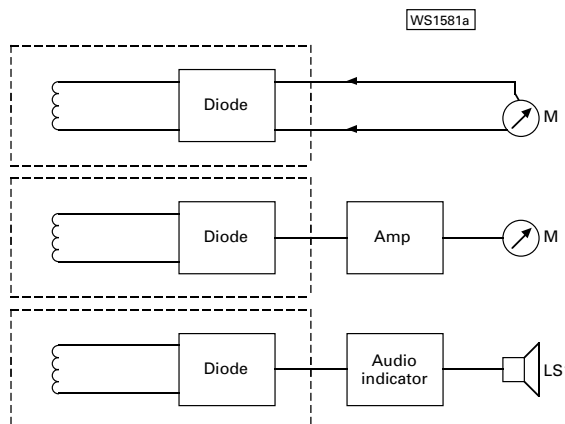 WS1581a
Diode
M
Diode
Amp
M
Diode
Audio
indicator
LS